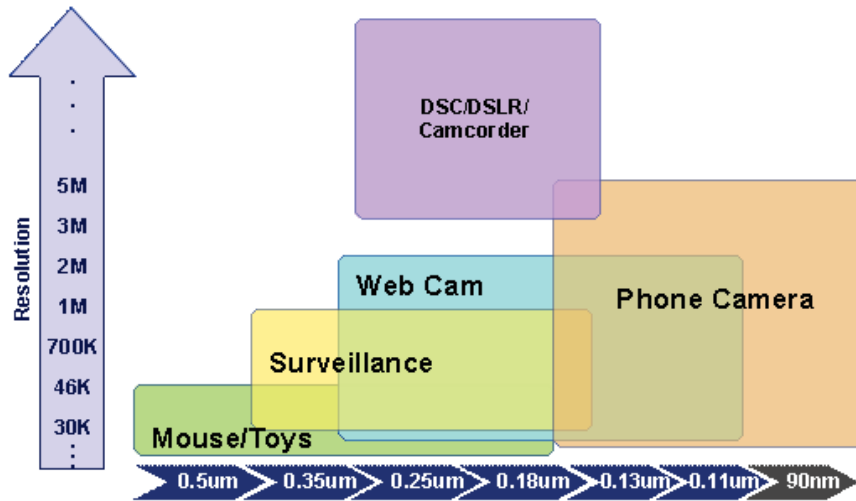 DSC/DSLR/
Camcorder
Resolution
5M
3M
2M
1M
700K
46K
30K
Web Cam
Phone Camera
Surveillance
Mouse/Toys
0.5um
0.35um
0.25um
0.18um
0.13um
0.11um
90nm